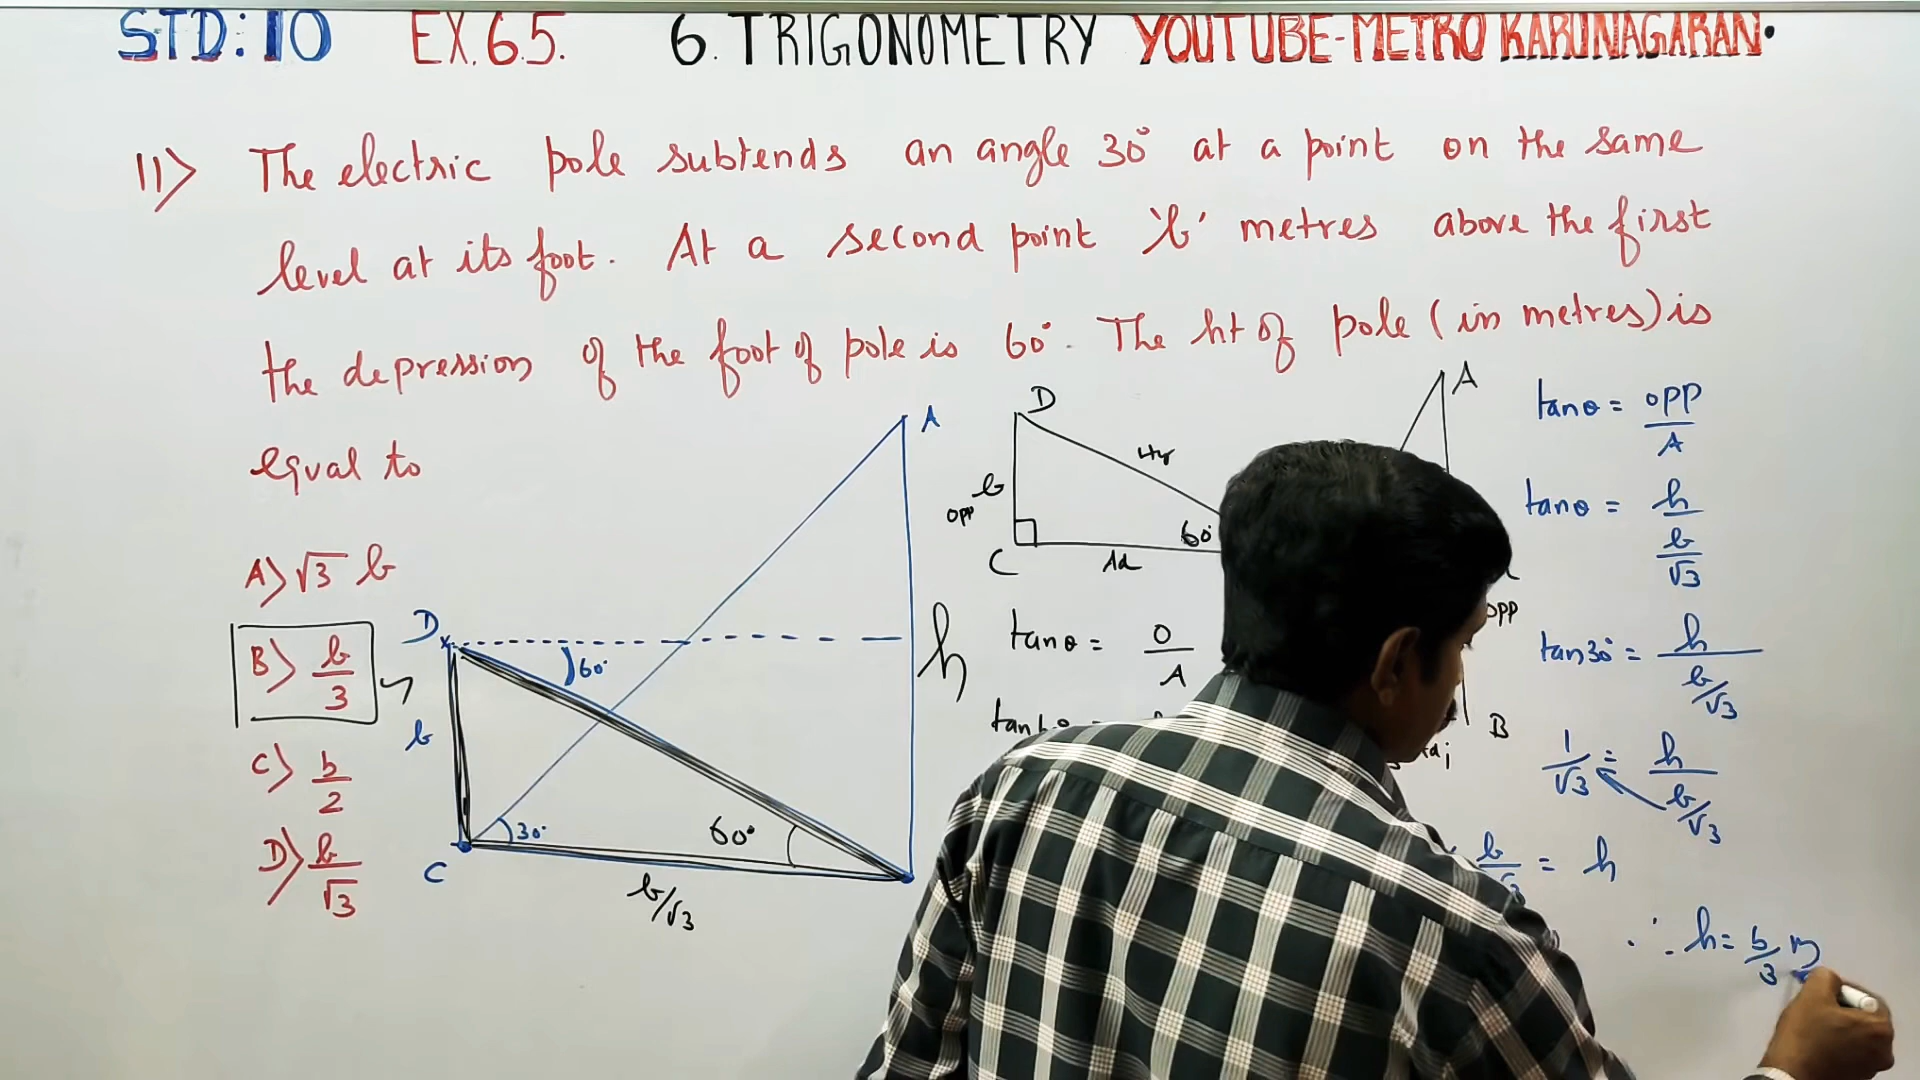 STD: 10 EX. 6.5. 6. TRIGONOMETRY YOUTUBE-METRO KARUNAGARAN.
11) The electric pole subtends an angle 30° at a point on the same
level at its foot. At a second point 'b' metres above the first
the depression of the foot of pole is 60°. The ht of pole (in metres) is
equal to
A) √3 b
B) b/3
C) b/2
D) b/√3
A
D
60°
h
b
30°
60°
C
b/√3
D
Hy
b
opp
60°
C
Ad
tanθ = O/A
A
opp
B
tanθ = opp/A
tanθ = h/(b/√3)
tan30° = h/(b/√3)
1/√3 = h/(b/√3)
= h
∴ h = b/3 m